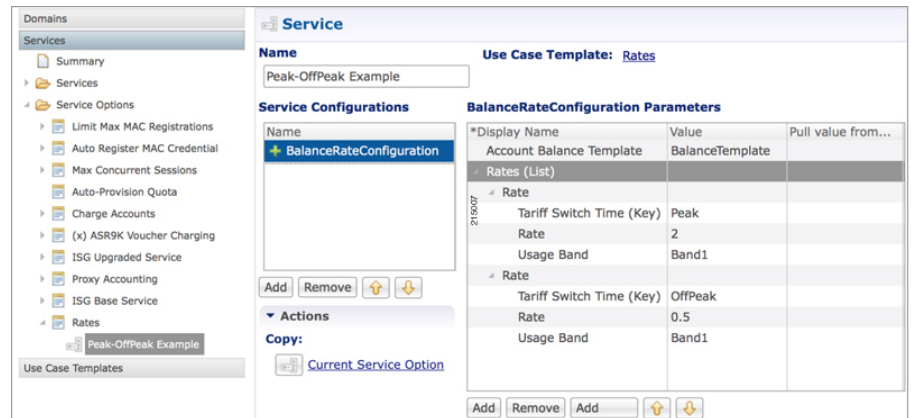 Domains
Services
Summary
Services
Service Options
Limit Max MAC Registrations
Auto Register MAC Credential
Max Concurrent Sessions
Auto-Provision Quota
Charge Accounts
(x) ASR9K Voucher Charging
ISG Upgraded Service
Proxy Accounting
ISG Base Service
Rates
Peak-OffPeak Example
Use Case Templates
Service
Name
Use Case Template: Rates
Peak-OffPeak Example
Service Configurations
Name
BalanceRateConfiguration
Add Remove
Actions
Copy:
Current Service Option
BalanceRateConfiguration Parameters
*Display Name Value Pull value from...
Account Balance Template BalanceTemplate
Rates (List)
Rate
Tariff Switch Time (Key) Peak
Rate 2
Usage Band Band1
Rate
Tariff Switch Time (Key) OffPeak
Rate 0.5
Usage Band Band1
Add Remove Add
215007